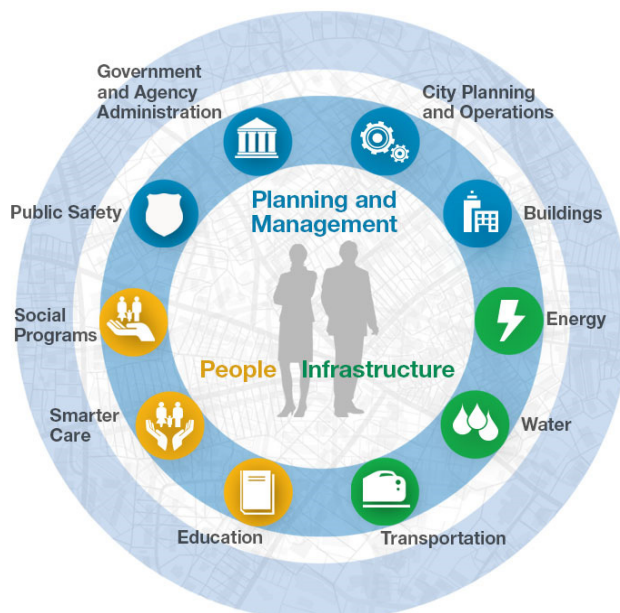 Government
and Agency
Administration
City Planning
and Operations
Public Safety
Planning and
Management
Buildings
Social
Programs
Energy
People
Infrastructure
Smarter
Care
Water
Education
Transportation